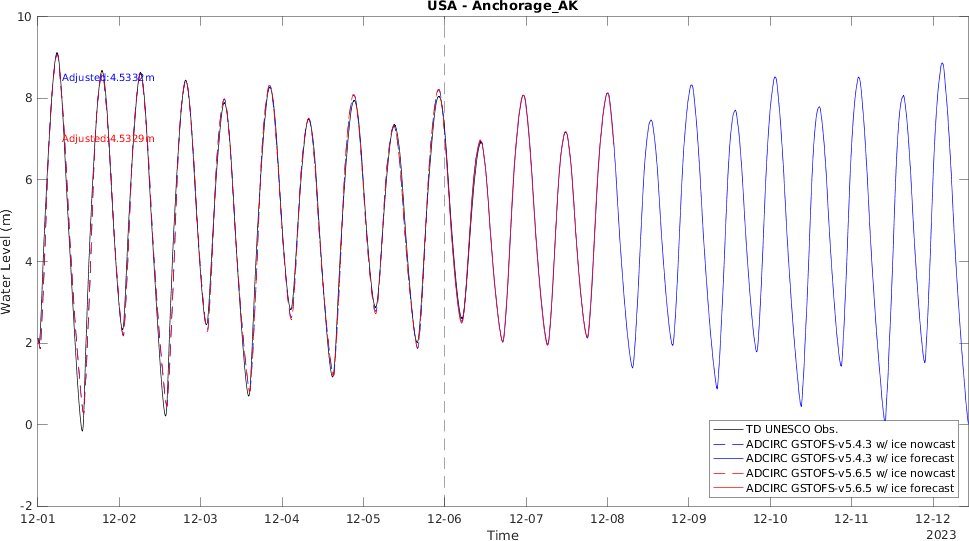 USA - Anchorage_AK
10
8
6
4
2
0
-2
Water Level (m)
Adjusted:4.5332m
Adjusted:4.5329m
TD UNESCO Obs.
ADCIRC GSTOFS-v5.4.3 w/ ice nowcast
ADCIRC GSTOFS-v5.4.3 w/ ice forecast
ADCIRC GSTOFS-v5.6.5 w/ ice nowcast
ADCIRC GSTOFS-v5.6.5 w/ ice forecast
12-01 12-02 12-03 12-04 12-05 12-06 12-07 12-08 12-09 12-10 12-11 12-12
Time
2023